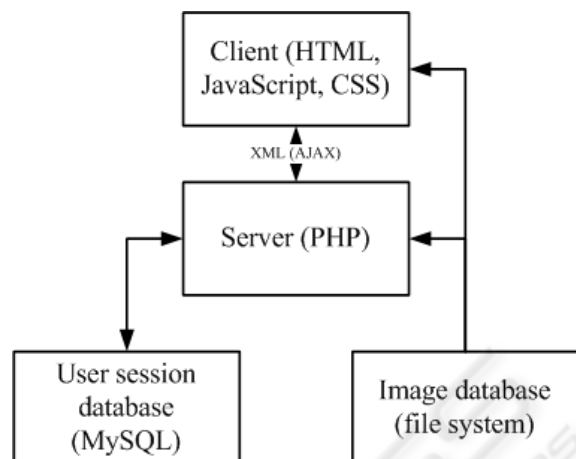 Client (HTML,
JavaScript, CSS)
XML (AJAX)
Server (PHP)
User session
database
(MySQL)
Image database
(file system)